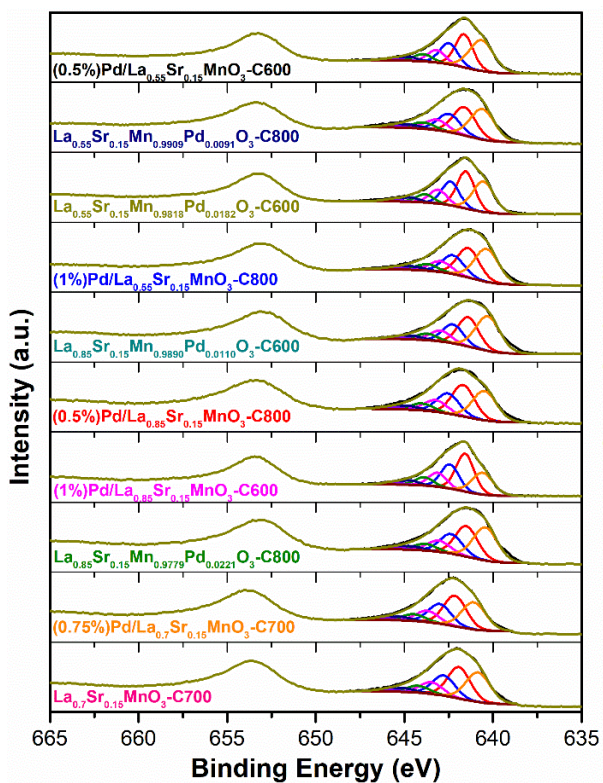 (0.5%)Pd/La0.55Sr0.15MnO3-C600
La0.55Sr0.15Mn0.9909Pd0.0091O3-C800
La0.55Sr0.15Mn0.9818Pd0.0182O3-C600
(1%)Pd/La0.55Sr0.15MnO3-C800
La0.85Sr0.15Mn0.9890Pd0.0110O3-C600
(0.5%)Pd/La0.85Sr0.15MnO3-C800
(1%)Pd/La0.85Sr0.15MnO3-C600
La0.85Sr0.15Mn0.9779Pd0.0221O3-C800
(0.75%)Pd/La0.7Sr0.15MnO3-C700
La0.7Sr0.15MnO3-C700
Intensity (a.u.)
665 660 655 650 645 640 635
Binding Energy (eV)